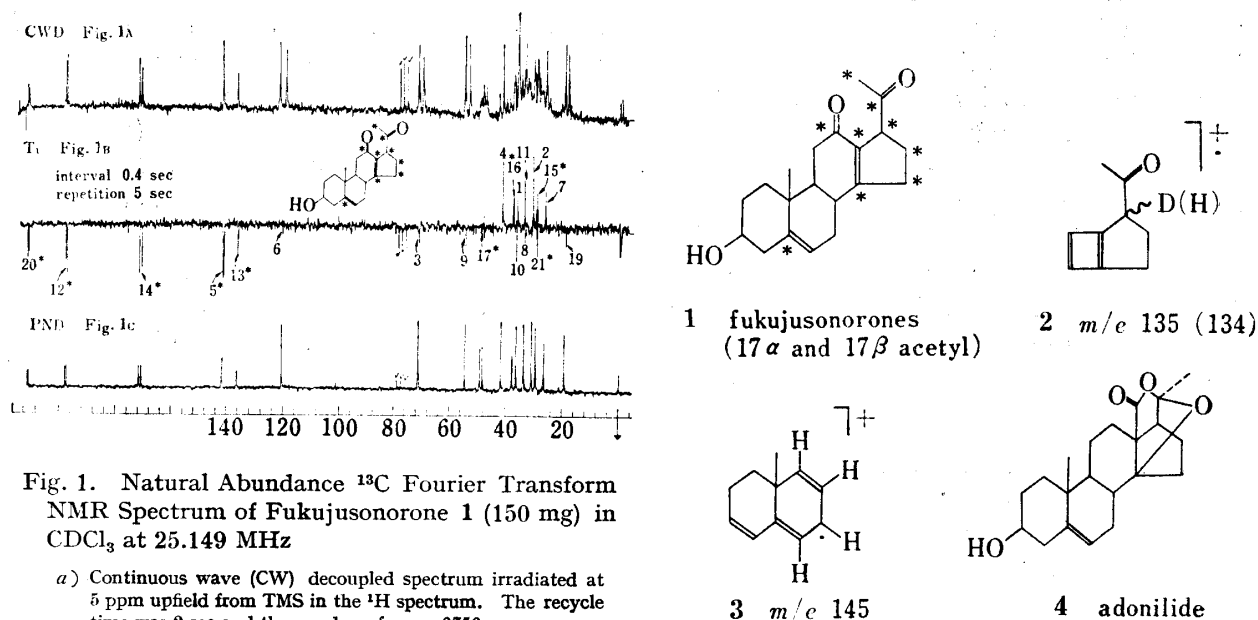 CWD Fig. 1A
T₁ Fig. 1B
interval 0.4 sec
repetition 5 sec
HO
O
O
4* 11 2
16 15*
1 7
6
20* 12* 14* 5* 13* 3 9 17* 8 21* 19
10
PND Fig. 1C
140 120 100 80 60 40 20
Fig. 1. Natural Abundance ¹³C Fourier Transform
NMR Spectrum of Fukujusonorone 1 (150 mg) in
CDCl₃ at 25.149 MHz
a) Continuous wave (CW) decoupled spectrum irradiated at
5 ppm upfield from TMS in the ¹H spectrum. The recycle
* O
O *
* * *
* *
*
HO *
1 fukujusonorones
(17α and 17β acetyl)
O
D(H)
2 m/e 135 (134)
H
H
H
H
3 m/e 145
O O O
HO
4 adonilide